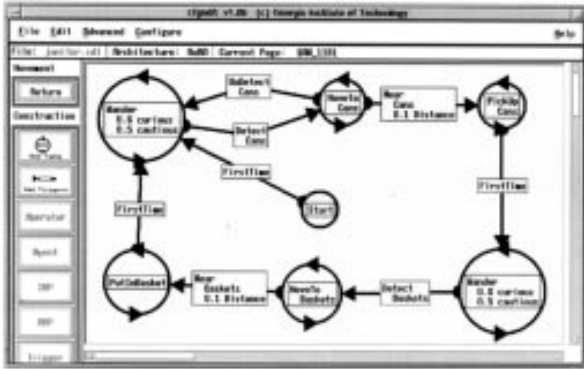 cfgedit v1.0b (c) Georgia Institute of Technology
File Edit Advanced Configure Help
File: janitor.cdl Architecture: AuRA Current Page:
Movement
Return
Construction
Operator
Agent
Trigger
Wander
0.6 curious
0.5 cautious
UnDetect
Cans
Detect
Cans
MoveTo
Cans
Near
Cans
0.1 Distance
PickUp
Cans
FirstTime
Start
FirstTime
FirstTime
PutInBasket
Near
Baskets
0.1 Distance
MoveTo
Baskets
Detect
Baskets
Wander
0.8 curious
0.5 cautious